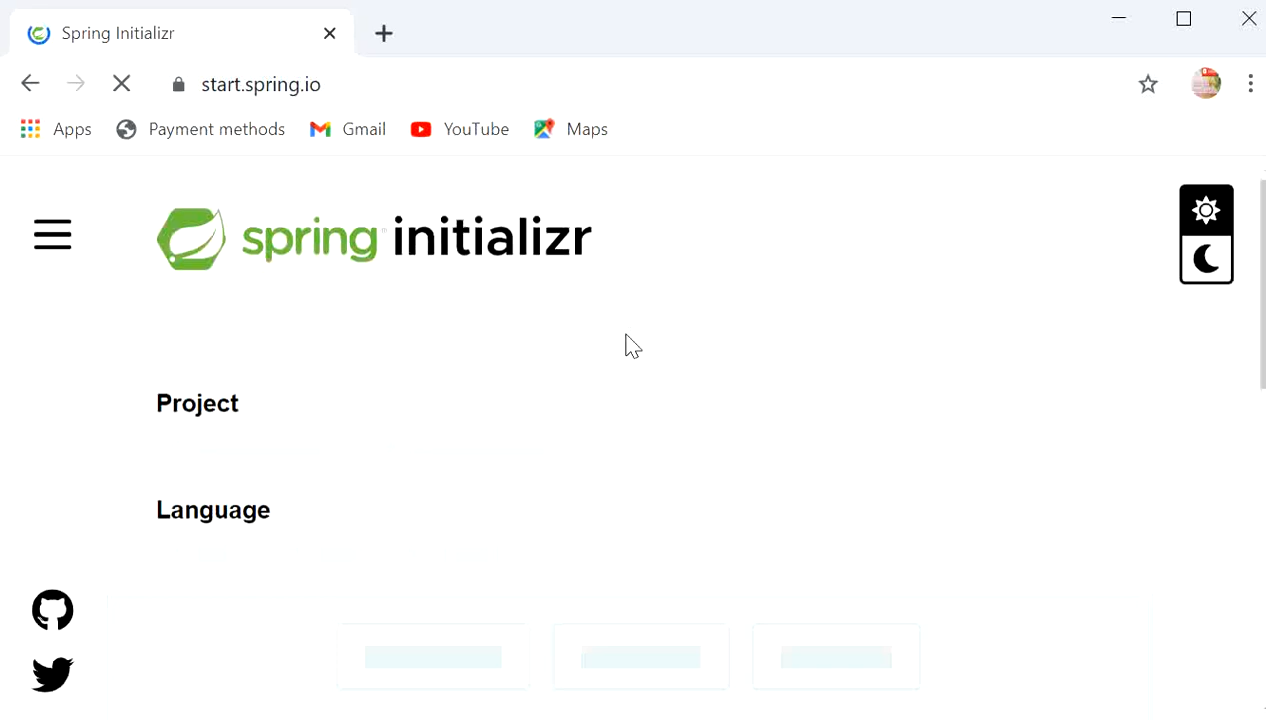 Spring Initializr
start.spring.io
Apps Payment methods Gmail YouTube Maps
spring initializr
Project
Language